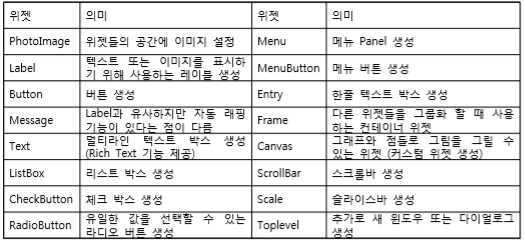 위젯 의미 위젯 의미
PhotoImage 위젯들의 공간에 이미지 설정 Menu 메뉴 Panel 생성
Label 텍스트 또는 이미지를 표시하
기 위해 사용하는 레이블 생성 MenuButton 메뉴 버튼 생성
Button 버튼 생성 Entry 한줄 텍스트 박스 생성
Message Label과 유사하지만 자동 래핑
기능이 있다는 점이 다름 Frame 다른 위젯들을 그룹화 할 때 사용
하는 컨테이너 위젯
Text 멀티라인 텍스트 박스 생성
(Rich Text 기능 제공) Canvas 그래프와 점들로 그림을 그릴 수
있는 위젯 (커스텀 위젯 생성)
ListBox 리스트 박스 생성 ScrollBar 스크롤바 생성
CheckButton 체크 박스 생성 Scale 슬라이스바 생성
RadioButton 유일한 값을 선택할 수 있는
라디오 버튼 생성 Toplevel 추가로 새 윈도우 또는 다이얼로그
생성